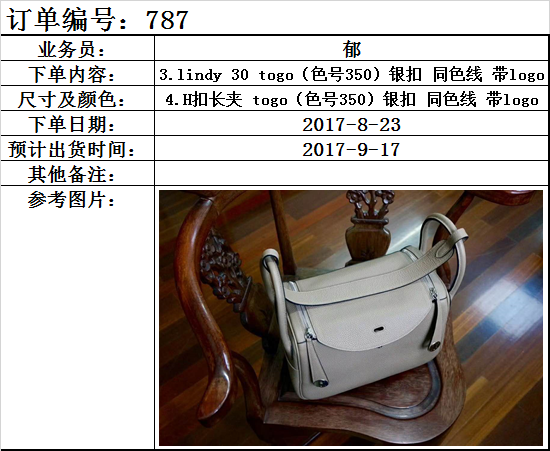 订单编号：787
业务员： 郁
下单内容： 3.lindy 30 togo（色号350）银扣 同色线 带logo
尺寸及颜色： 4.H扣长夹 togo（色号350）银扣 同色线 带logo
下单日期： 2017-8-23
预计出货时间： 2017-9-17
其他备注：
参考图片：